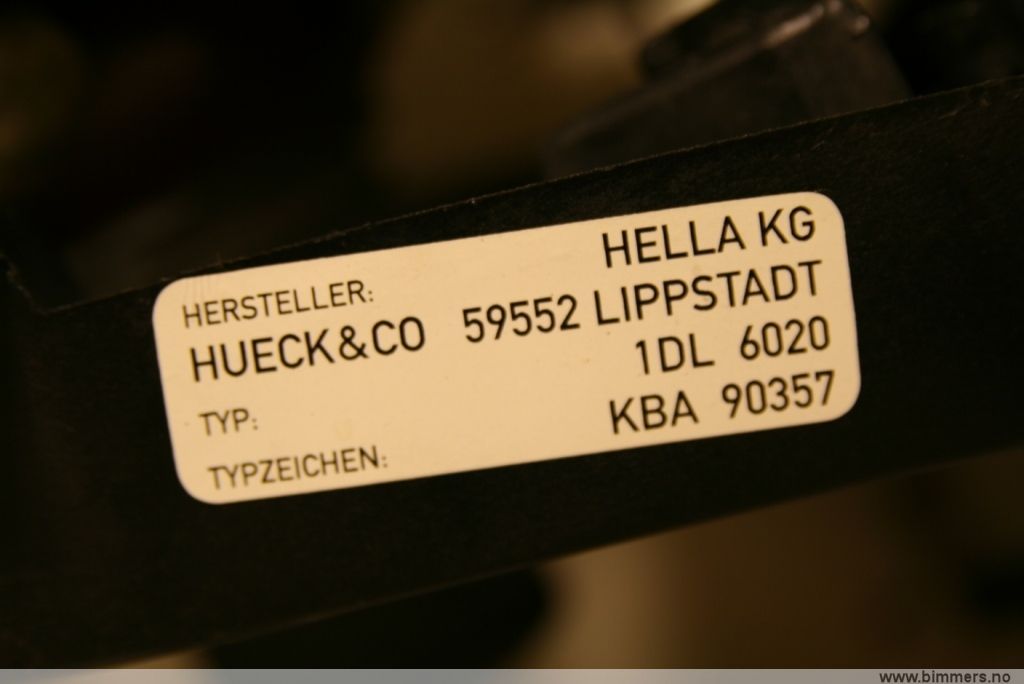 HERSTELLER: HELLA KG
HUECK&CO 59552 LIPPSTADT
TYP: 1DL 6020
TYPZEICHEN: KBA 90357
www.bimmers.no